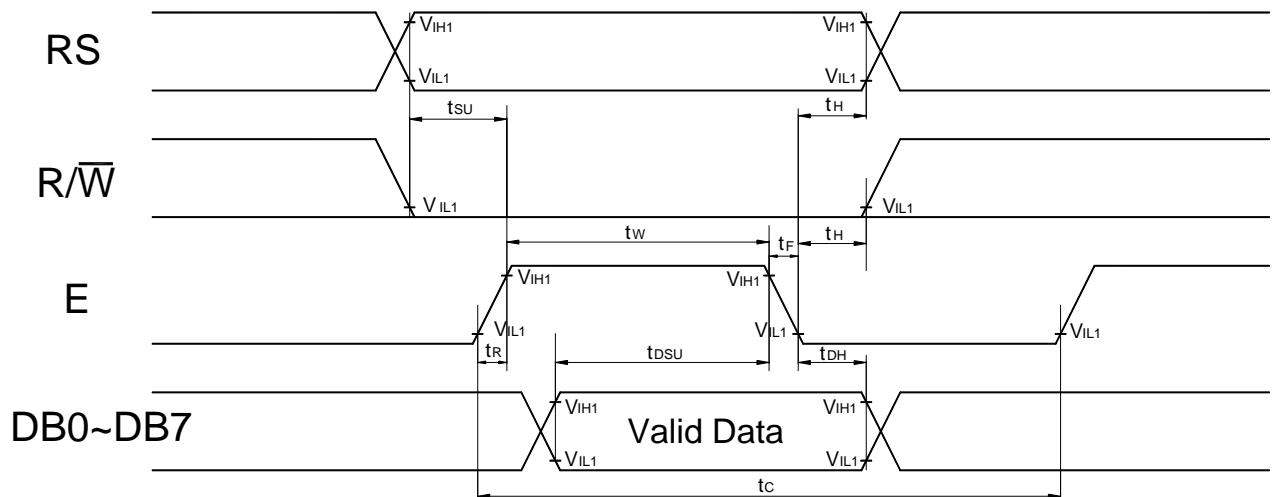 RS
VIH1 VIH1
VIL1 VIL1
tSU tH
R/W̅
VIL1 VIL1
tW tF tH
E
VIH1 VIH1
VIL1 VIL1 VIL1
tR tDSU tDH
DB0~DB7
VIH1 Valid Data VIH1
VIL1 VIL1
tC